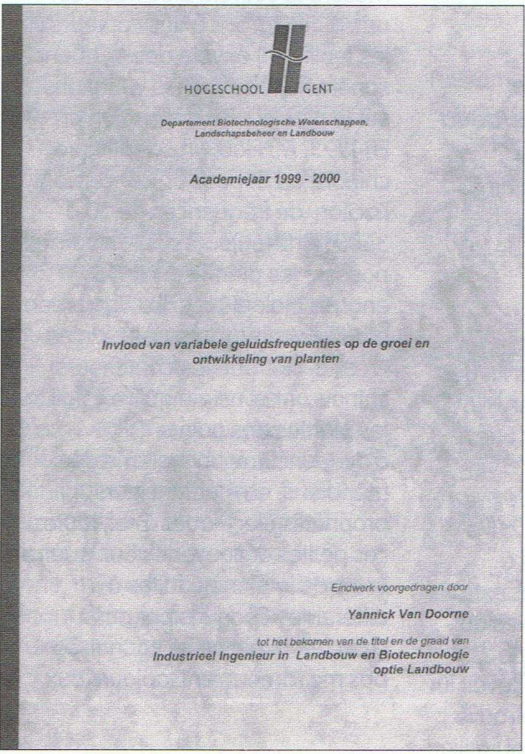 HOGESCHOOL GENT
Departement Biotechnologische Wetenschappen,
Landschapsbeheer en Landbouw
Academiejaar 1999 - 2000
Invloed van variabele geluidsfrequenties op de groei en
ontwikkeling van planten
Eindwerk voorgedragen door
Yannick Van Doorne
tot het bekomen van de titel en de graad van
Industrieel Ingenieur in Landbouw en Biotechnologie
optie Landbouw